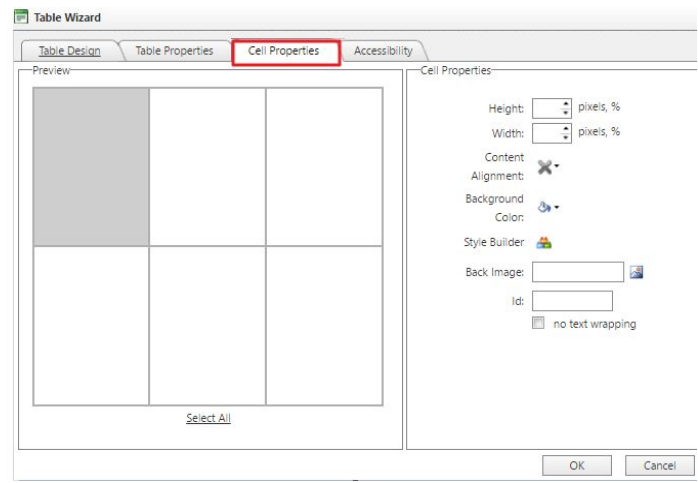 Table Wizard
Table Design Table Properties Cell Properties Accessibility
Preview
Select All
Cell Properties
Height: pixels, %
Width: pixels, %
Content
Alignment:
Background
Color:
Style Builder
Back Image:
Id:
no text wrapping
OK Cancel